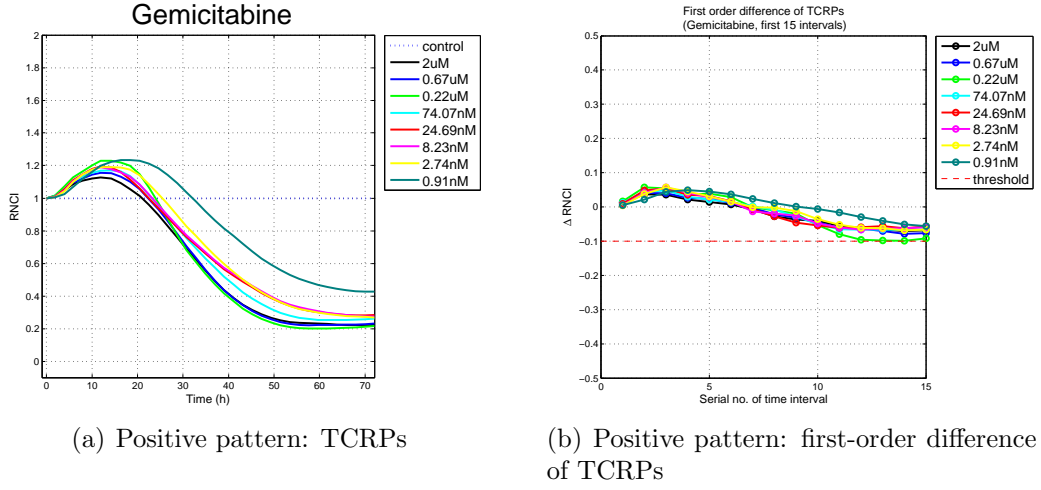 Gemicitabine
2
1.8
1.6
1.4
1.2
1
0.8
0.6
0.4
0.2
0
RNCI
0 10 20 30 40 50 60 70
Time (h)
control
2uM
0.67uM
0.22uM
74.07nM
24.69nM
8.23nM
2.74nM
0.91nM
(a) Positive pattern: TCRPs
First order difference of TCRPs
(Gemicitabine, first 15 intervals)
0.5
0.4
0.3
0.2
0.1
0
−0.1
−0.2
−0.3
−0.4
−0.5
Δ RNCI
0 5 10 15
Serial no. of time interval
2uM
0.67uM
0.22uM
74.07nM
24.69nM
8.23nM
2.74nM
0.91nM
threshold
(b) Positive pattern: first-order difference
of TCRPs